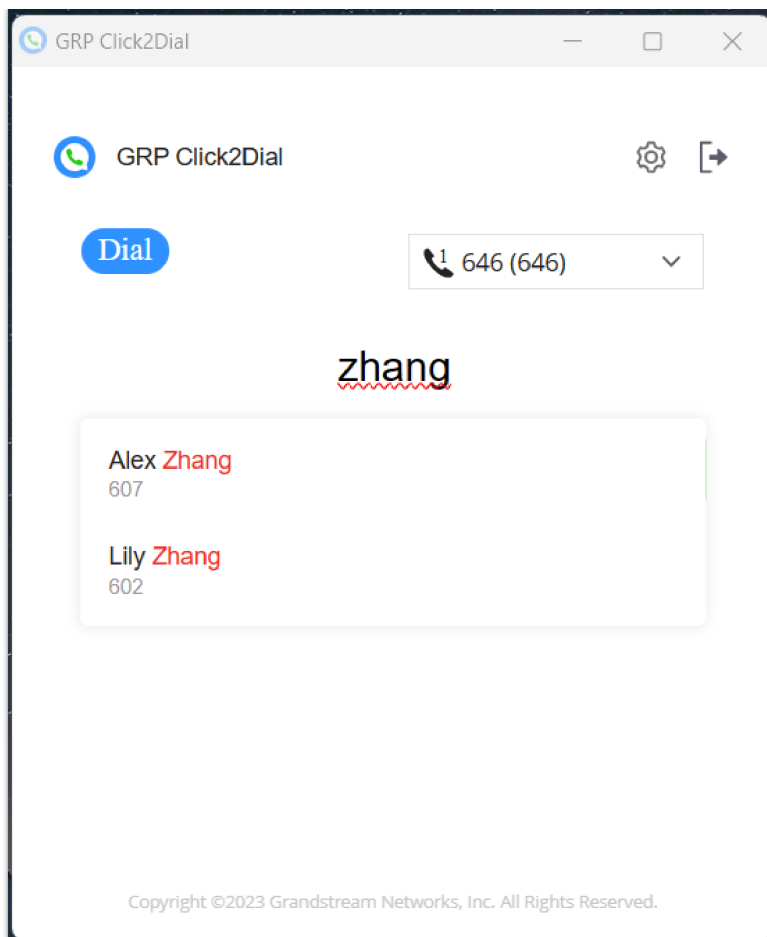 GRP Click2Dial
GRP Click2Dial
Dial
1 646 (646)
zhang
Alex Zhang
607
Lily Zhang
602
Copyright ©2023 Grandstream Networks, Inc. All Rights Reserved.